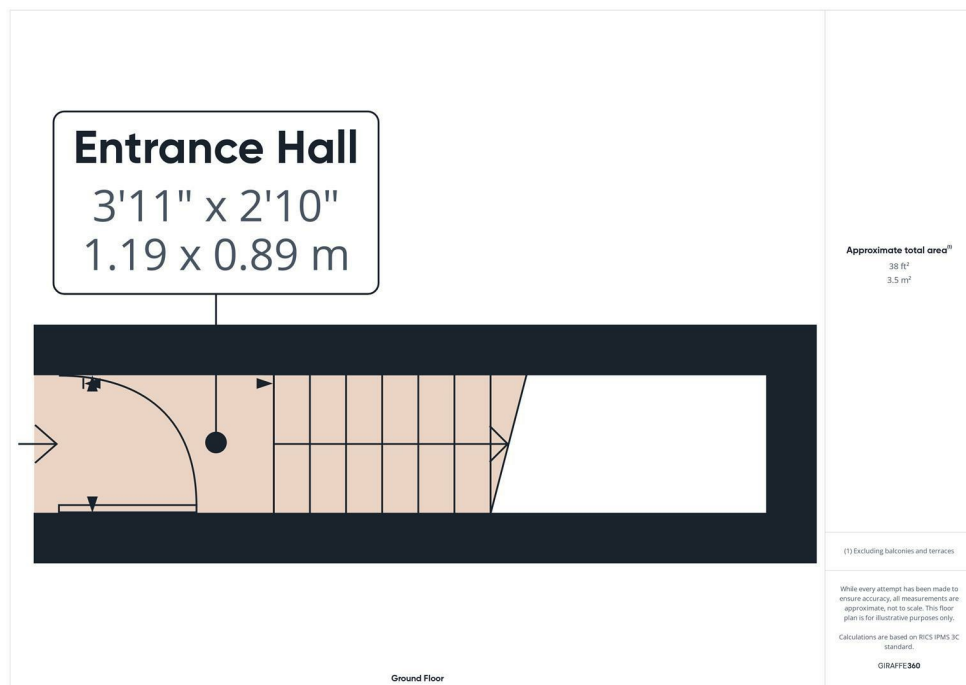 Entrance Hall
3'11" x 2'10"
1.19 x 0.89 m
Approximate total area(1)
38 ft²
3.5 m²
(1) Excluding balconies and terraces
While every attempt has been made to
ensure accuracy, all measurements are
approximate, not to scale. This floor
plan is for illustrative purposes only.
Calculations are based on RICS IPMS 3C
standard.
GIRAFFE360
Ground Floor